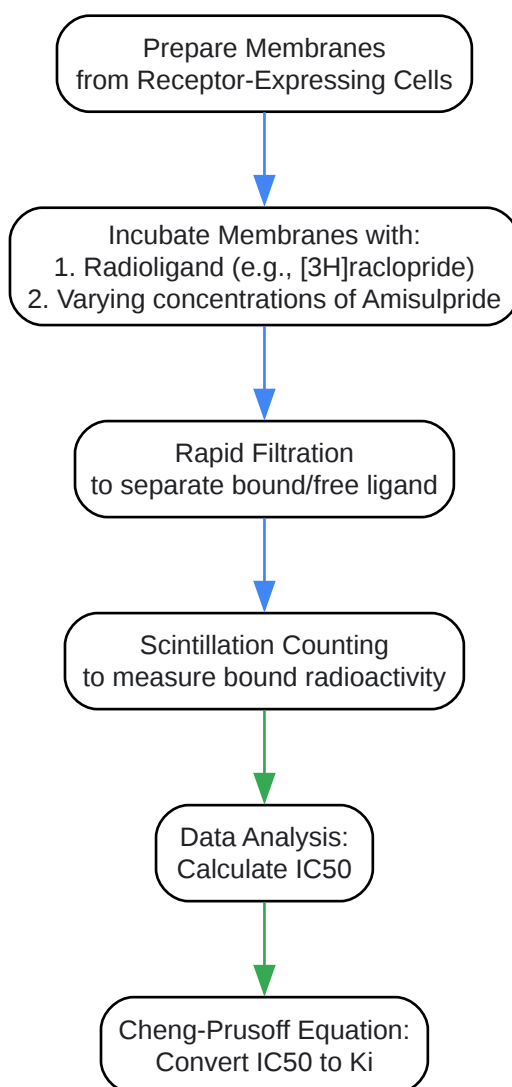 Prepare Membranes
from Receptor-Expressing Cells
Incubate Membranes with:
1. Radioligand (e.g., [3H]raclopride)
2. Varying concentrations of Amisulpride
Rapid Filtration
to separate bound/free ligand
Scintillation Counting
to measure bound radioactivity
Data Analysis:
Calculate IC50
Cheng-Prusoff Equation:
Convert IC50 to Ki